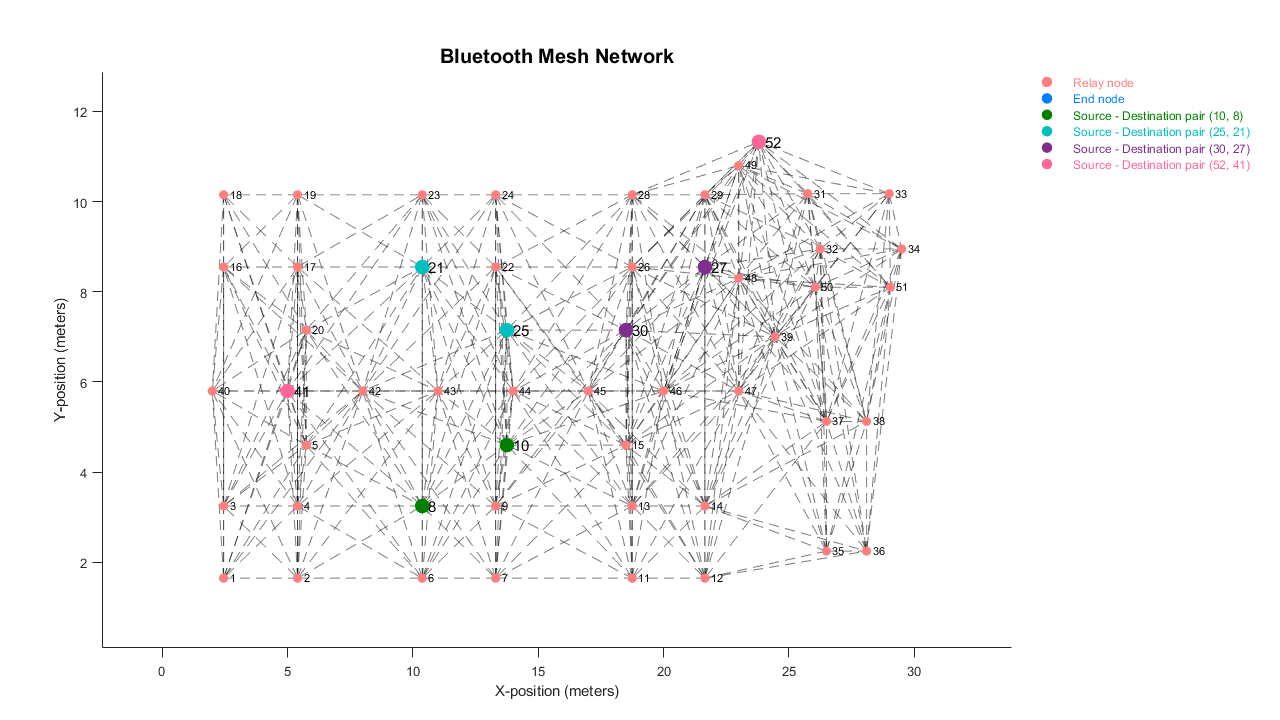 Bluetooth Mesh Network
Relay node
End node
Source - Destination pair (10, 8)
Source - Destination pair (25, 21)
Source - Destination pair (30, 27)
Source - Destination pair (52, 41)
12
10
8
6
4
2
Y-position (meters)
52
49
18 19 23 24 28 29 31 33
32 34
16 17 21 22 26 27 48 50 51
20 25 30 39
40 41 42 43 44 45 46 47
37 38
5 10 15
3 4 8 9 13 14
35 36
1 2 6 7 11 12
0 5 10 15 20 25 30
X-position (meters)